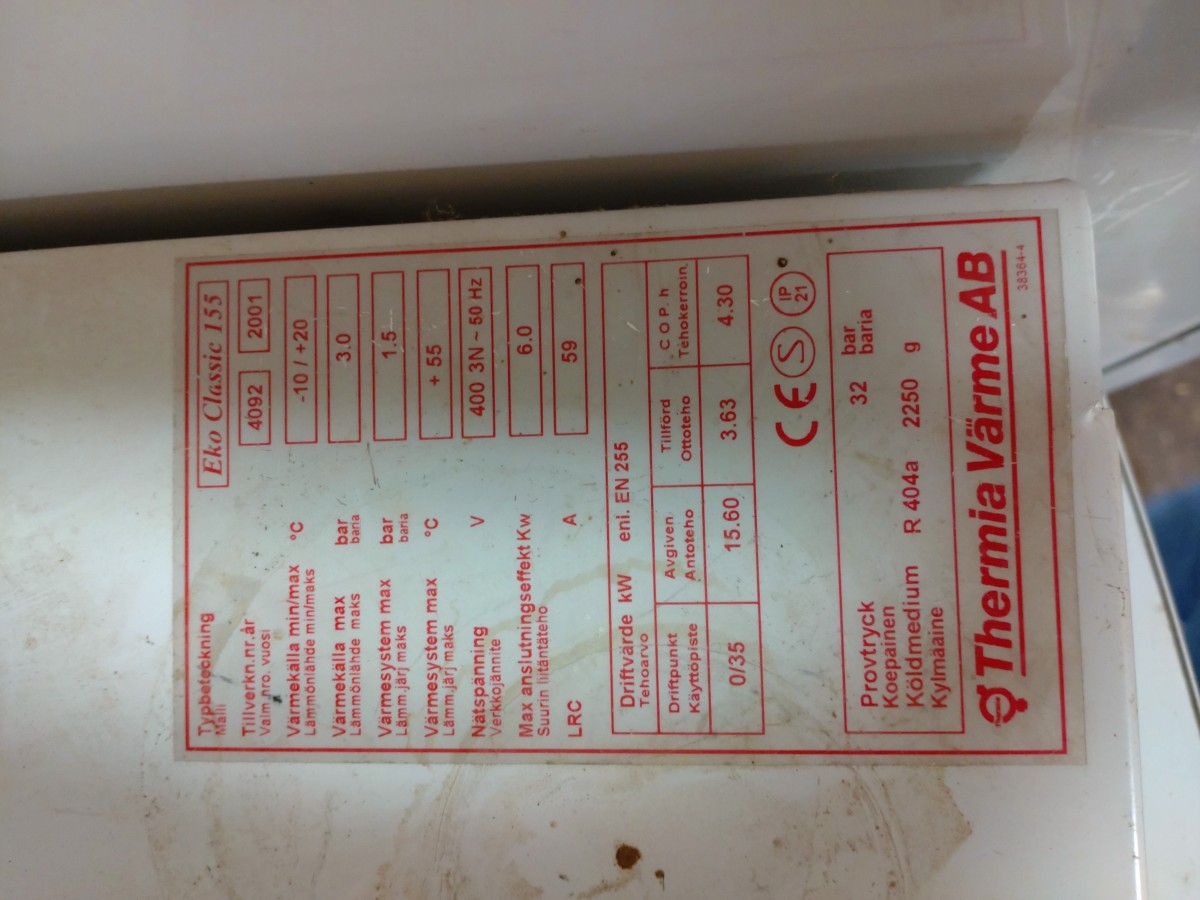 Typbeteckning Eko Classic 155
Malli
Tillverkn.nr.år 4092 2001
Valm.nro. vuosi
Värmekälla min/max °C -10 / +20
Lämmönlähde min/maks
Värmekälla max bar 3.0
Lämmönlähde maks baria
Värmesystem max bar 1.5
Lämm.järj maks baria
Värmesystem max °C + 55
Lämm.järj maks
Nätspanning V 400 3N ~ 50 Hz
Verkkojännite
Max anslutningseffekt Kw 6.0
Suurin liitäntäteho
LRC A 59
Driftvärde kW enl. EN 255
Tehoarvo
Driftpunkt Avgiven Tillförd C O P. h
Käyttöpiste Antoteho Ottoteho Tehokerroin.
0/35 15.60 3.63 4.30
CE S IP 21
Provtryck 32 bar
Koepainen baria
Köldmedium R 404a 2250 g
Kylmäaine
Thermia Värme AB
38384-4